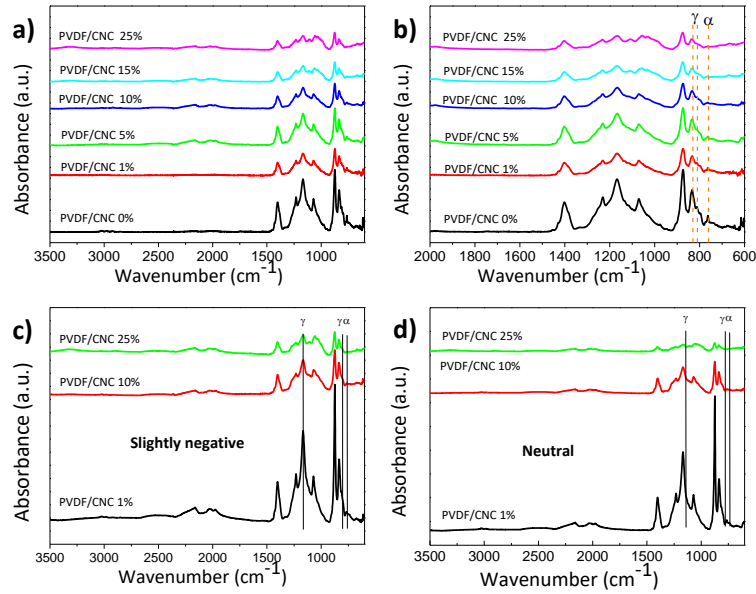 a)
PVDF/CNC 25%
PVDF/CNC 15%
PVDF/CNC 10%
PVDF/CNC 5%
PVDF/CNC 1%
PVDF/CNC 0%
Absorbance (a.u.)
3500 3000 2500 2000 1500 1000
Wavenumber (cm⁻¹)
b)
γ α
PVDF/CNC 25%
PVDF/CNC 15%
PVDF/CNC 10%
PVDF/CNC 5%
PVDF/CNC 1%
PVDF/CNC 0%
Absorbance (a.u.)
2000 1800 1600 1400 1200 1000 800 600
Wavenumber (cm⁻¹)
c)
γ γ α
PVDF/CNC 25%
PVDF/CNC 10%
Slightly negative
PVDF/CNC 1%
Absorbance (a.u.)
3500 3000 2500 2000 1500 1000
Wavenumber (cm⁻¹)
d)
γ γ α
PVDF/CNC 25%
PVDF/CNC 10%
Neutral
PVDF/CNC 1%
Absorbance (a.u.)
3500 3000 2500 2000 1500 1000
Wavenumber (cm⁻¹)